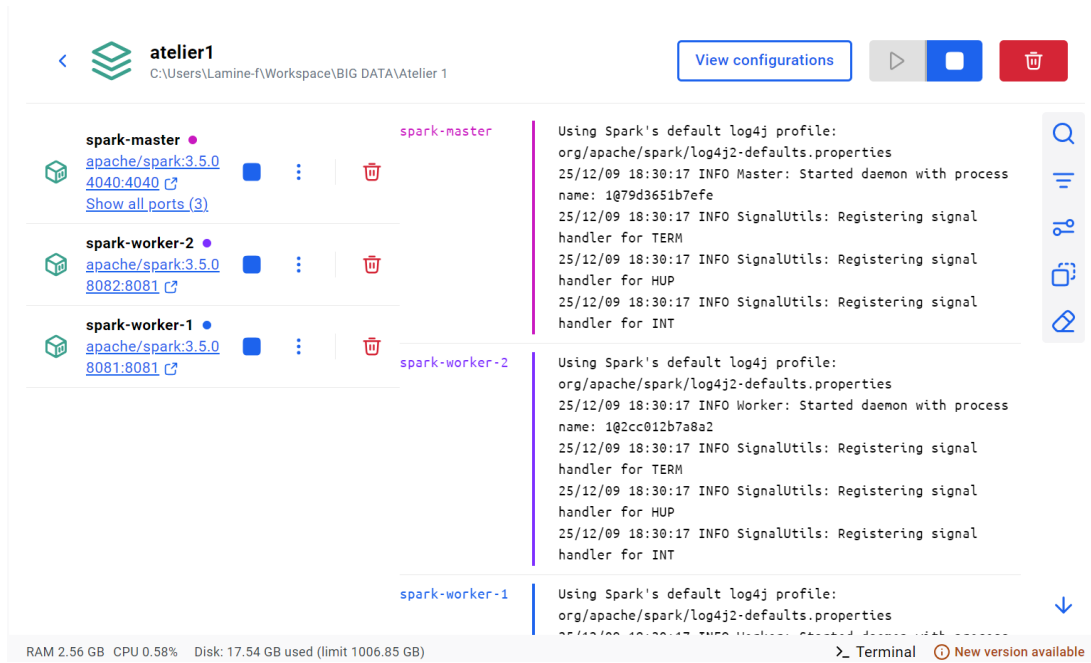 atelier1
C:\Users\Lamine-f\Workspace\BIG DATA\Atelier 1
View configurations
spark-master
apache/spark:3.5.0
4040:4040
Show all ports (3)
spark-worker-2
apache/spark:3.5.0
8082:8081
spark-worker-1
apache/spark:3.5.0
8081:8081
spark-master
Using Spark's default log4j profile:
org/apache/spark/log4j2-defaults.properties
25/12/09 18:30:17 INFO Master: Started daemon with process
name: 1@79d3651b7efe
25/12/09 18:30:17 INFO SignalUtils: Registering signal
handler for TERM
25/12/09 18:30:17 INFO SignalUtils: Registering signal
handler for HUP
25/12/09 18:30:17 INFO SignalUtils: Registering signal
handler for INT
spark-worker-2
Using Spark's default log4j profile:
org/apache/spark/log4j2-defaults.properties
25/12/09 18:30:17 INFO Worker: Started daemon with process
name: 1@2cc012b7a8a2
25/12/09 18:30:17 INFO SignalUtils: Registering signal
handler for TERM
25/12/09 18:30:17 INFO SignalUtils: Registering signal
handler for HUP
25/12/09 18:30:17 INFO SignalUtils: Registering signal
handler for INT
spark-worker-1
Using Spark's default log4j profile:
org/apache/spark/log4j2-defaults.properties
RAM 2.56 GB CPU 0.58% Disk: 17.54 GB used (limit 1006.85 GB)
Terminal
New version available